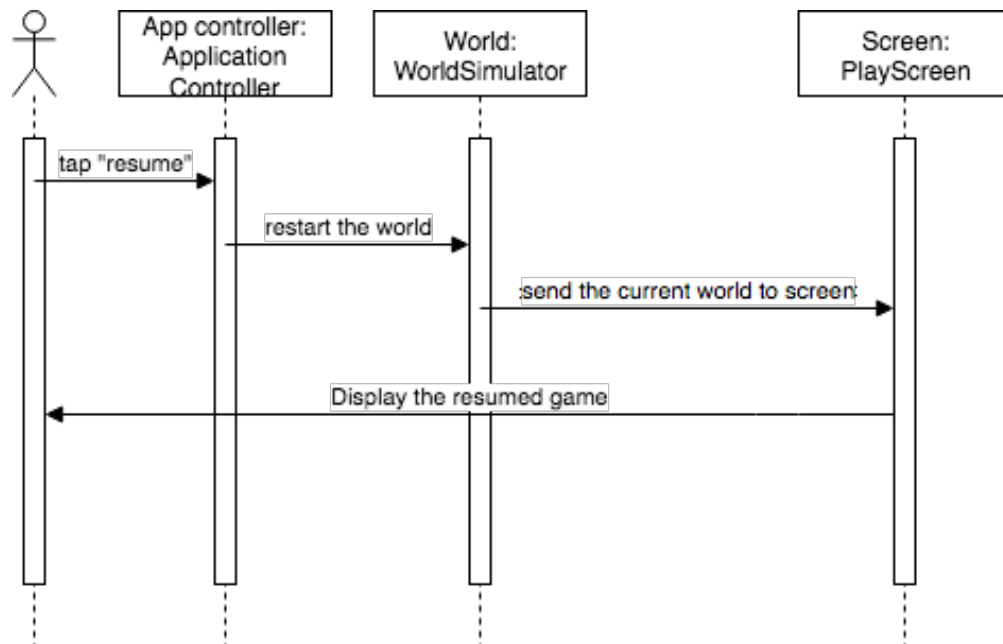 App controller:
Application
Controller
World:
WorldSimulator
Screen:
PlayScreen
tap "resume"
restart the world
send the current world to screen
Display the resumed game